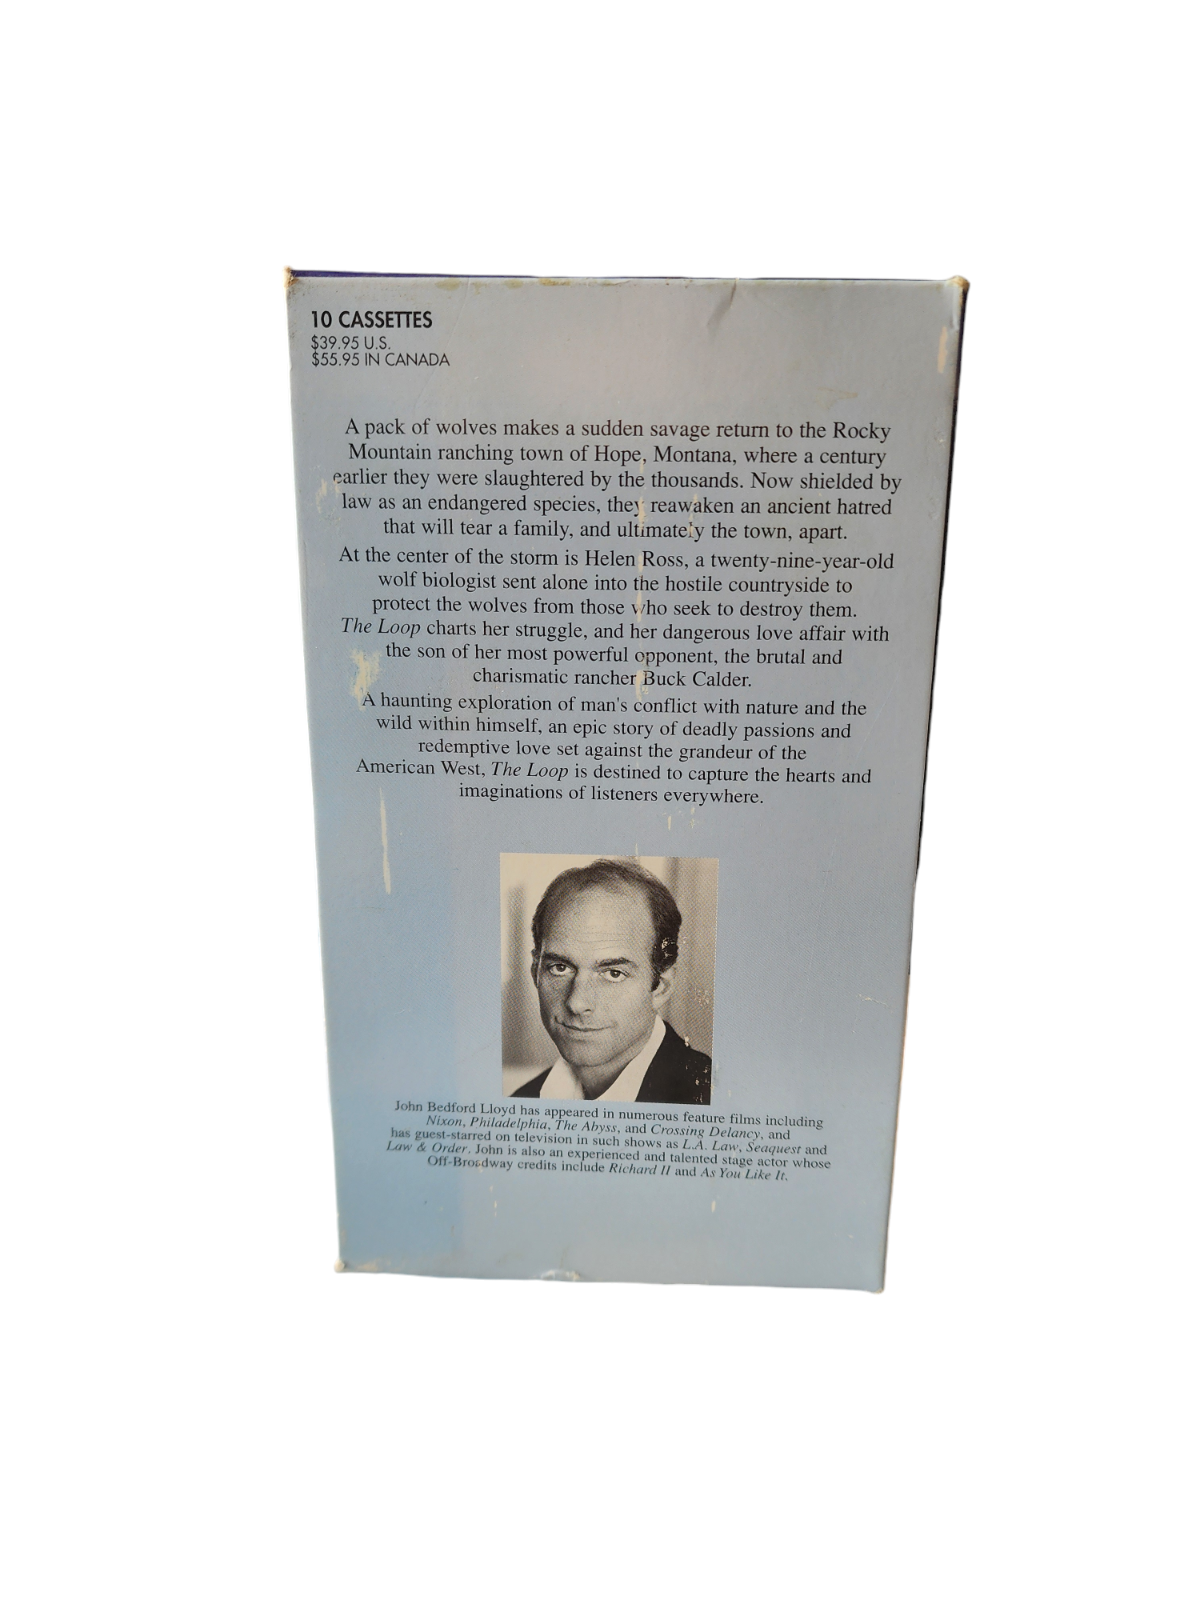 10 CASSETTES
$39.95 U.S.
$55.95 IN CANADA
A pack of wolves makes a sudden savage return to the Rocky
Mountain ranching town of Hope, Montana, where a century
earlier they were slaughtered by the thousands. Now shielded by
law as an endangered species, they reawaken an ancient hatred
that will tear a family, and ultimately the town, apart.
At the center of the storm is Helen Ross, a twenty-nine-year-old
wolf biologist sent alone into the hostile countryside to
protect the wolves from those who seek to destroy them.
The Loop charts her struggle, and her dangerous love affair with
the son of her most powerful opponent, the brutal and
charismatic rancher Buck Calder.
A haunting exploration of man's conflict with nature and the
wild within himself, an epic story of deadly passions and
redemptive love set against the grandeur of the
American West, The Loop is destined to capture the hearts and
imaginations of listeners everywhere.
John Bedford Lloyd has appeared in numerous feature films including
Nixon, Philadelphia, The Abyss, and Crossing Delancy, and
has guest-starred on television in such shows as L.A. Law, Seaquest and
Law & Order. John is also an experienced and talented stage actor whose
Off-Broadway credits include Richard II and As You Like It.